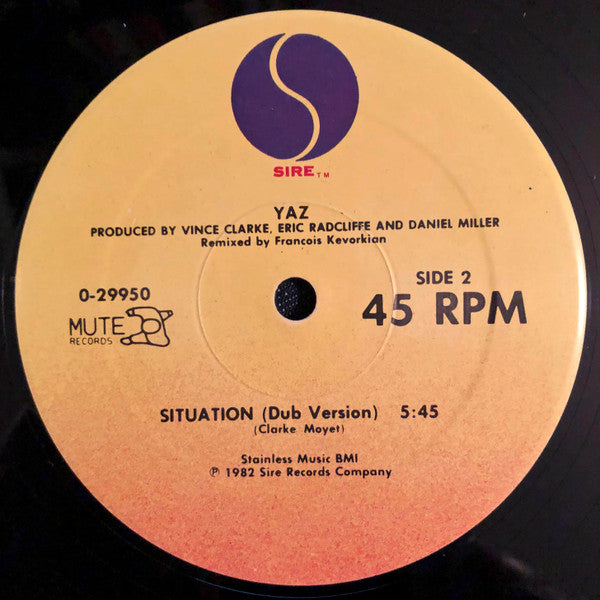 SIRE TM
YAZ
PRODUCED BY VINCE CLARKE, ERIC RADCLIFFE AND DANIEL MILLER
Remixed by Francois Kevorkian
0-29950
MUTE
RECORDS
SIDE 2
45 RPM
SITUATION (Dub Version) 5:45
(Clarke Moyet)
Stainless Music BMI
℗ 1982 Sire Records Company